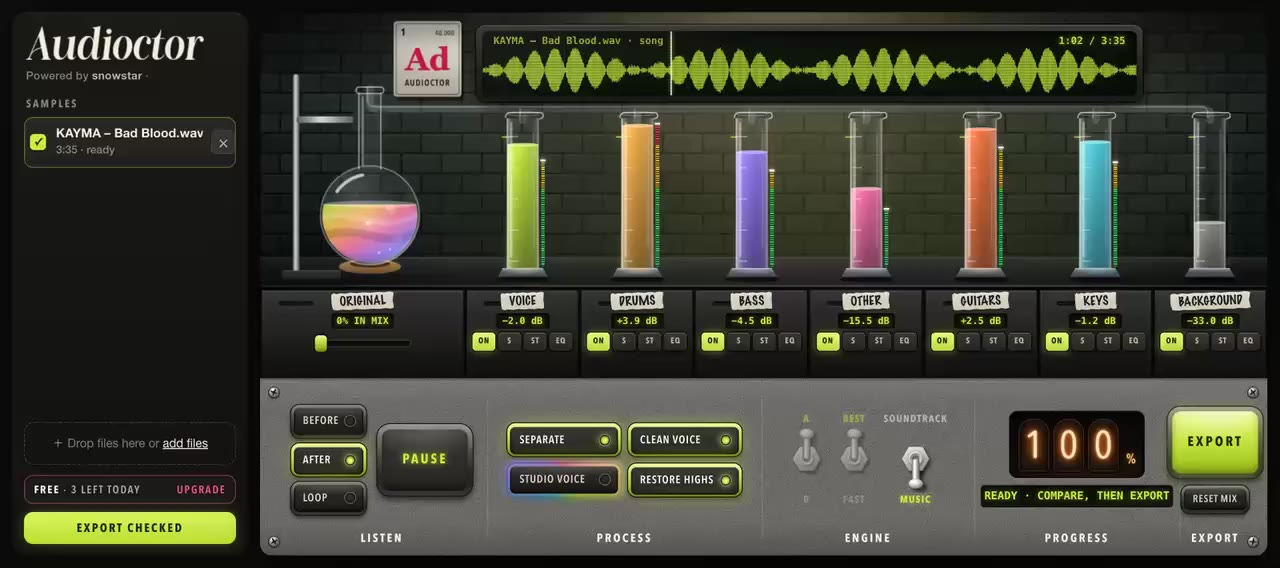 Audioctor
Powered by snowstar ·
SAMPLES
KAYMA – Bad Blood.wav
3:35 · ready
+ Drop files here or add files
FREE · 3 LEFT TODAY UPGRADE
EXPORT CHECKED
1 
Ad
AUDIOCTOR
KAYMA – Bad Blood.wav · song 1:02 / 3:35
ORIGINAL VOICE DRUMS BASS OTHER GUITARS KEYS BACKGROUND
0% IN MIX −2.0 dB +3.9 dB −4.5 dB −15.5 dB +2.5 dB −1.2 dB −33.0 dB
ON S ST EQ ON S ST EQ ON S ST EQ ON S ST EQ ON S ST EQ ON S ST EQ ON S ST EQ
BEFORE
AFTER
LOOP
PAUSE
LISTEN
SEPARATE CLEAN VOICE
STUDIO VOICE RESTORE HIGHS
PROCESS
A BEST SOUNDTRACK
B FAST MUSIC
ENGINE
100 %
READY · COMPARE, THEN EXPORT
PROGRESS
EXPORT
RESET MIX
EXPORT